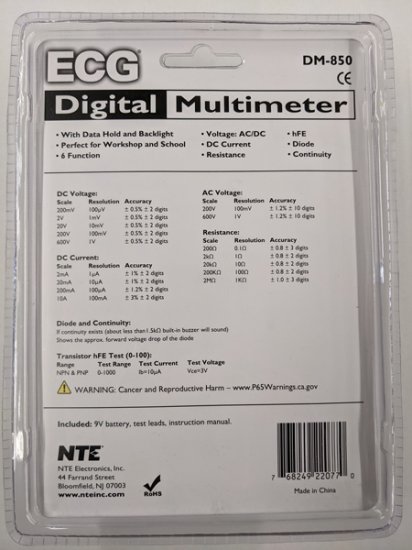 ECG® DM-850
CE
Digital Multimeter
• With Data Hold and Backlight • Voltage: AC/DC • hFE
• Perfect for Workshop and School • DC Current • Diode
• 6 Function • Resistance • Continuity
DC Voltage:
Scale Resolution Accuracy
200mV 100µV ± 0.5% ± 2 digits
2V 1mV ± 0.5% ± 2 digits
20V 10mV ± 0.5% ± 2 digits
200V 100mV ± 0.5% ± 2 digits
600V 1V ± 0.5% ± 2 digits
DC Current:
Scale Resolution Accuracy
2mA 1µA ± 1% ± 2 digits
20mA 10µA ± 1% ± 2 digits
200mA 100µA ± 1.2% ± 2 digits
10A 100mA ± 3% ± 2 digits
AC Voltage:
Scale Resolution Accuracy
200V 100mV ± 1.2% ± 10 digits
600V 1V ± 1.2% ± 10 digits
Resistance:
Scale Resolution Accuracy
200Ω 0.1Ω ± 0.8 ± 3 digits
2kΩ 1Ω ± 0.8 ± 2 digits
20kΩ 10Ω ± 0.8 ± 2 digits
200KΩ 100Ω ± 0.8 ± 2 digits
2MΩ 1KΩ ± 1.0 ± 3 digits
Diode and Continuity:
If continuity exists (about less than1.5kΩ built-in buzzer will sound)
Shows the approx. forward voltage drop of the diode
Transistor hFE Test (0-100):
Range Test Range Test Current Test Voltage
NPN & PNP 0-1000 Ib=10µA Vce=3V
WARNING: Cancer and Reproductive Harm – www.P65Warnings.ca.gov
Included: 9V battery, test leads, instruction manual.
NTE
NTE Electronics, Inc.
44 Farrand Street
Bloomfield, NJ 07003
www.nteinc.com
RoHS
7 68249 22077 0
Made in China